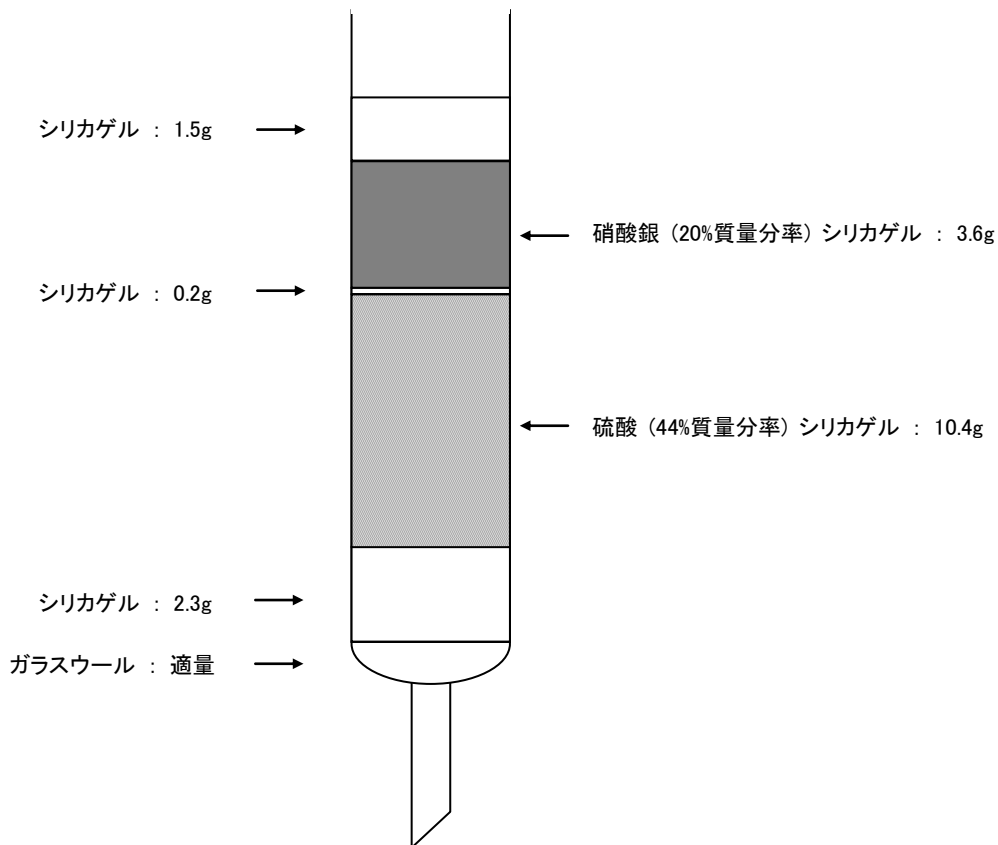 シリカゲル : 1.5g
硝酸銀 (20%質量分率) シリカゲル : 3.6g
シリカゲル : 0.2g
硫酸 (44%質量分率) シリカゲル : 10.4g
シリカゲル : 2.3g
ガラスウール : 適量